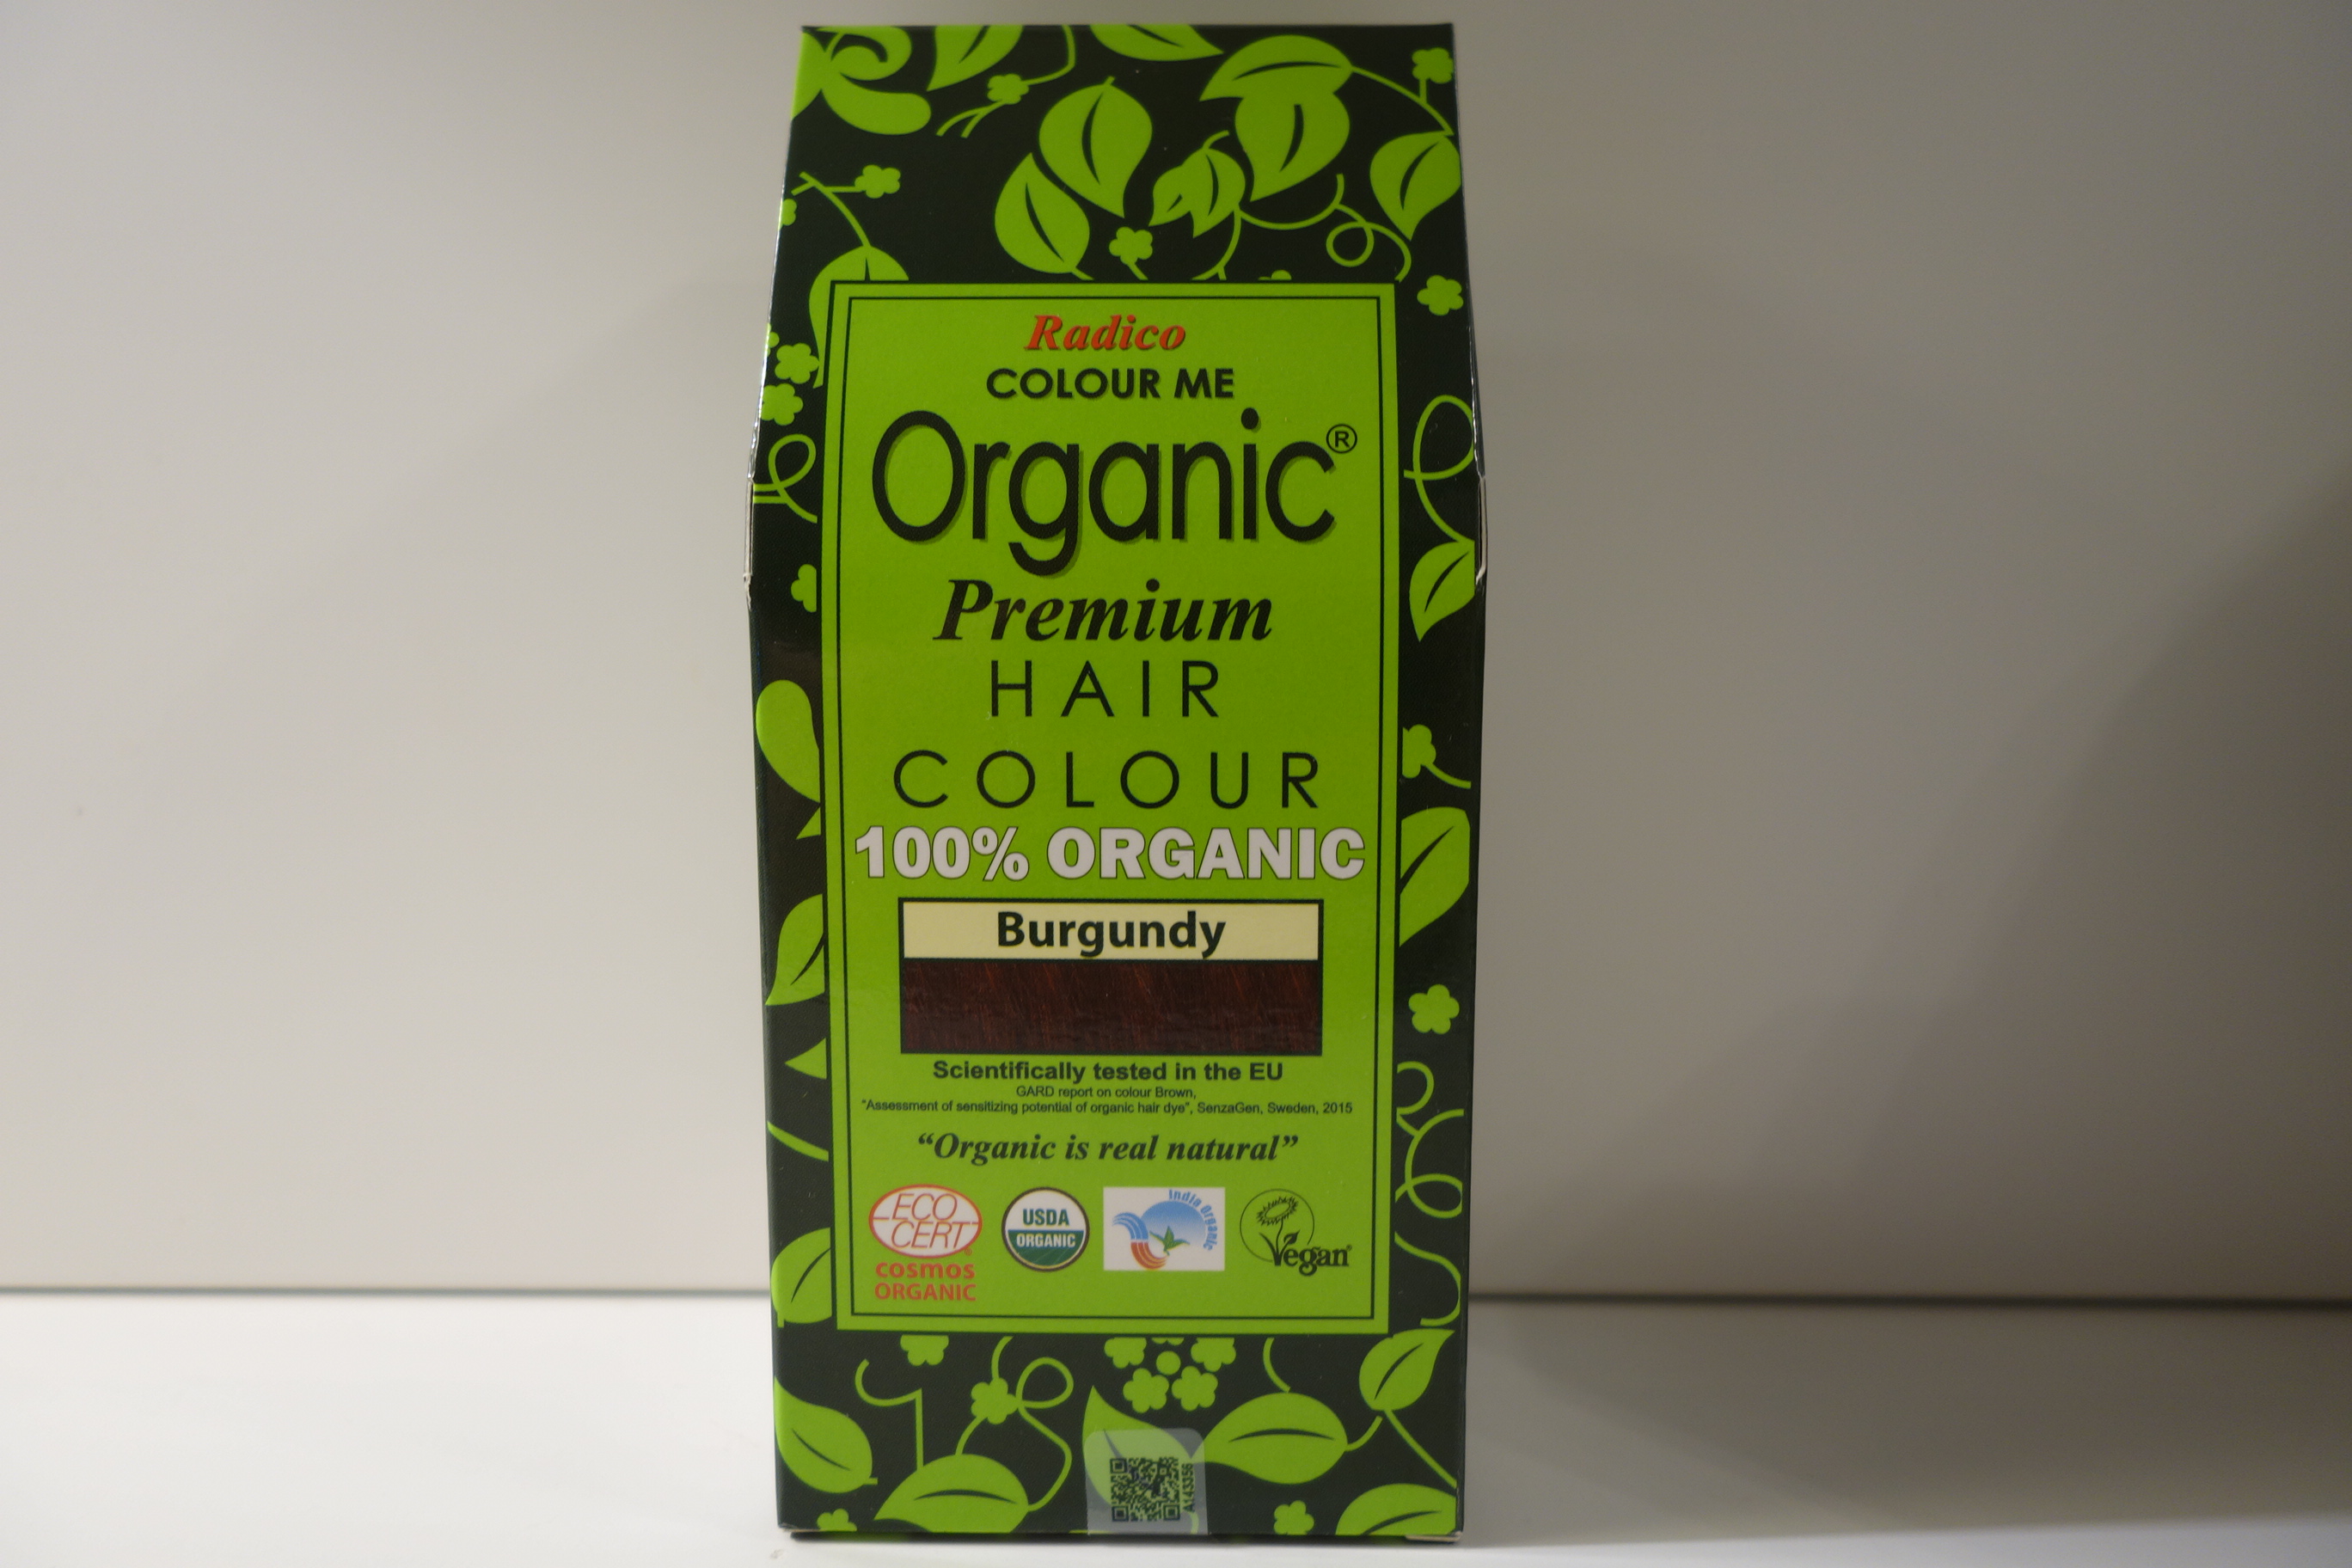 Radico
COLOUR ME
Organic®
Premium
HAIR
COLOUR
100% ORGANIC
Burgundy
Scientifically tested in the EU
GARD report on colour Brown,
"Assessment of sensitizing potential of organic hair dye", SenzaGen, Sweden, 2015
“Organic is real natural”
ECO
CERT®
COSMOS
ORGANIC
USDA
ORGANIC
India Organic
Vegan®
A143356